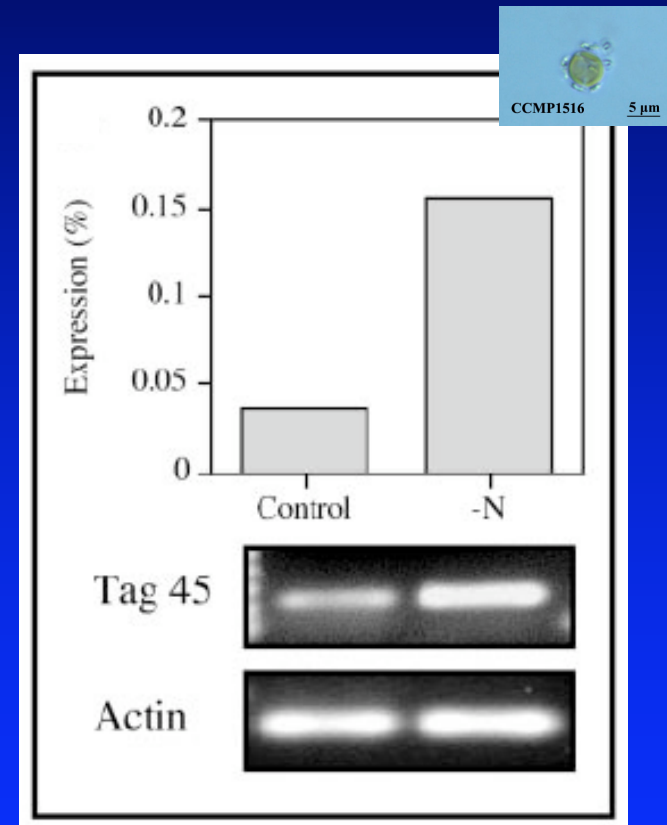 CCMP1516 5 µm
0.2
0.15
0.1
0.05
0
Expression (%)
Control -N
Tag 45
Actin